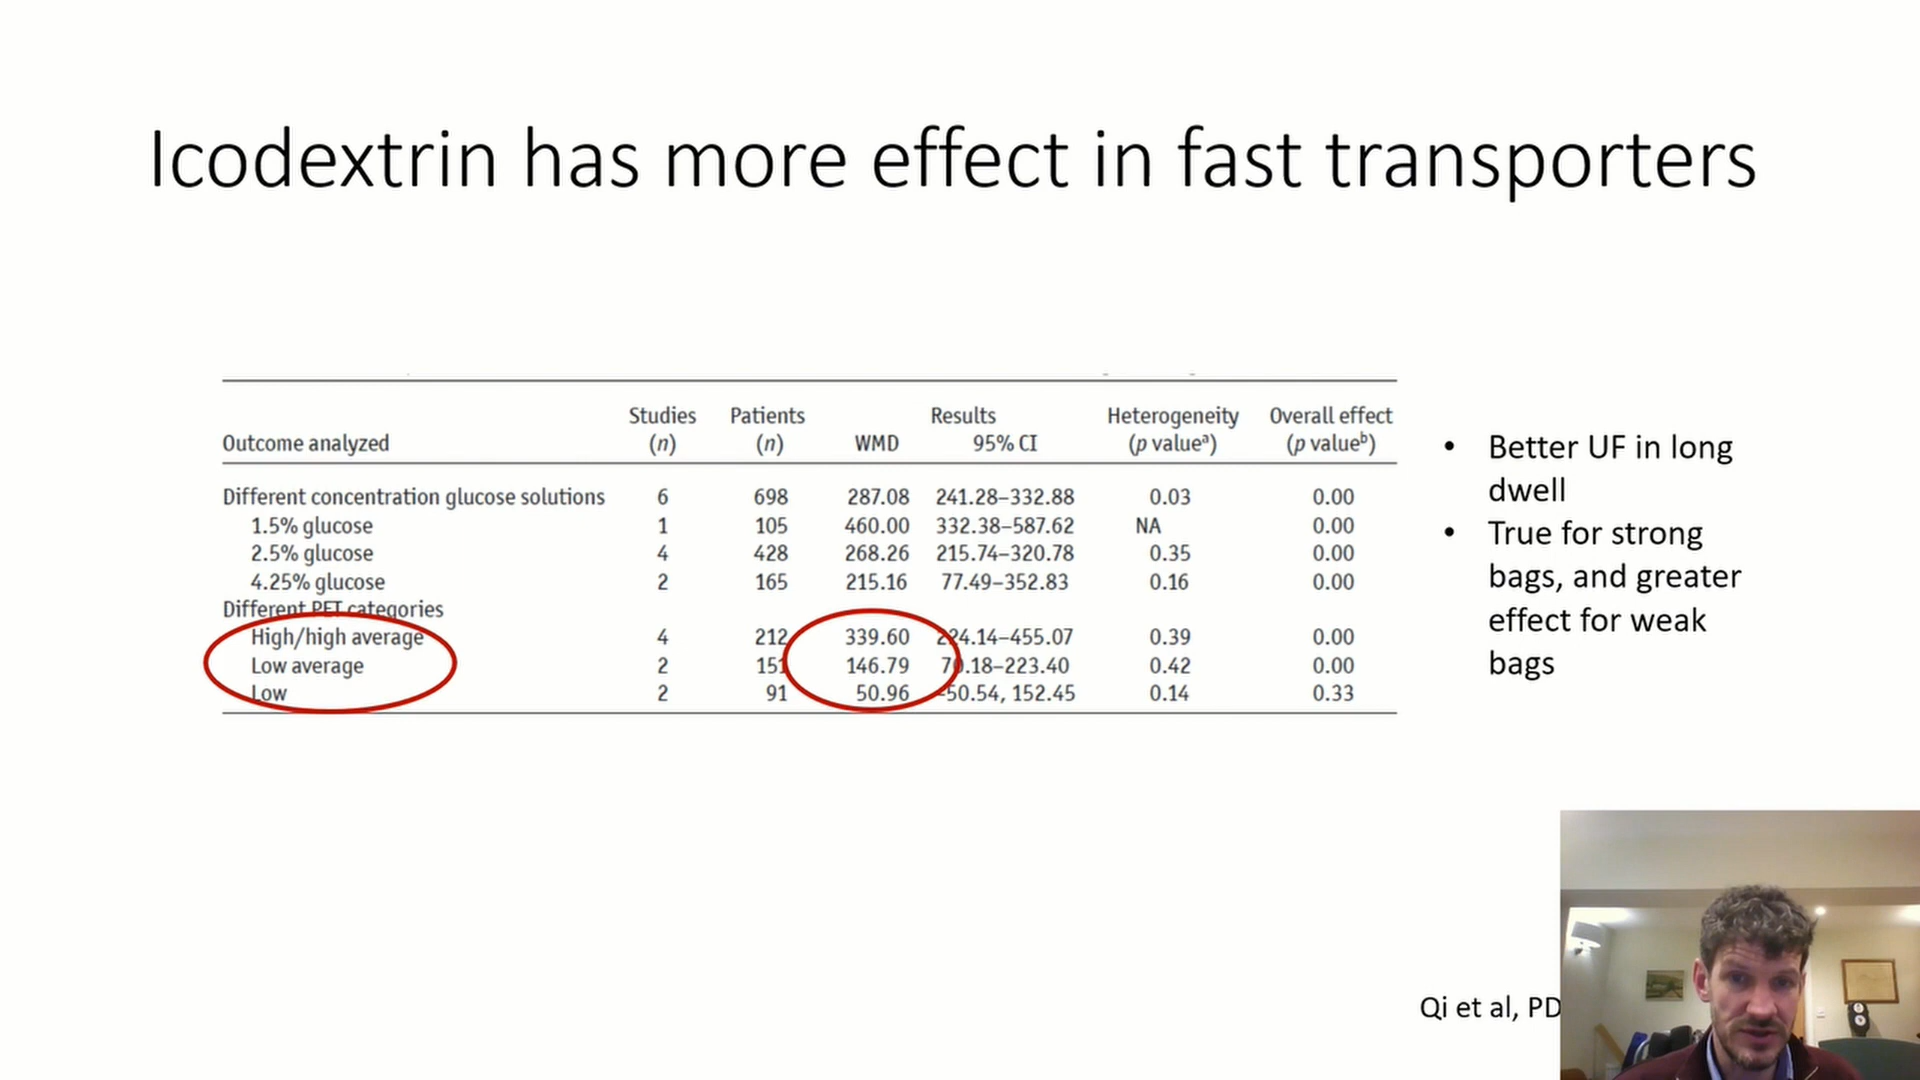 Icodextrin has more effect in fast transporters
Studies Patients Results Heterogeneity Overall effect
Outcome analyzed (n) (n) WMD 95% CI (p valueᵃ) (p valueᵇ)
Different concentration glucose solutions 6 698 287.08 241.28–332.88 0.03 0.00
1.5% glucose 1 105 460.00 332.38–587.62 NA 0.00
2.5% glucose 4 428 268.26 215.74–320.78 0.35 0.00
4.25% glucose 2 165 215.16 77.49–352.83 0.16 0.00
Different PET categories
High/high average 4 212 339.60 224.14–455.07 0.39 0.00
Low average 2 151 146.79 70.18–223.40 0.42 0.00
Low 2 91 50.96 –50.54, 152.45 0.14 0.33
• Better UF in long
dwell
• True for strong
bags, and greater
effect for weak
bags
Qi et al, PD